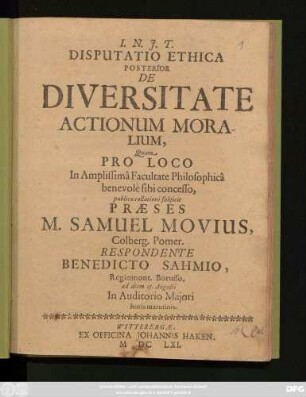 I. N. J. T.
DISPUTATIO ETHICA
POSTERIOR
DE
DIVERSITATE
ACTIONUM MORA-
LIUM,
Quam
PRO LOCO
In Amplissimâ Facultate Philosophicâ
benevolè sibi concesso,
publicæ collationi subjicit
PRÆSES
M. SAMUEL MOVIUS,
Colberg. Pomer.
RESPONDENTE
BENEDICTO SAHMIO,
Regiomont. Borusso,
ad diem Augusti
In Auditorio Majori
horis matutinis.
WITTEBERGÆ
EX OFFICINA JOHANNIS HAKEN,
M DC LXI.